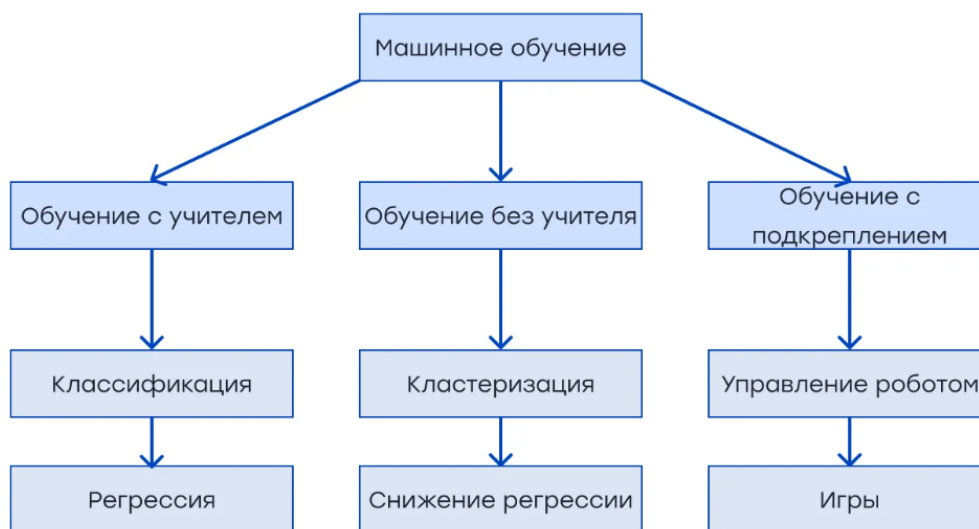 Машинное обучение
Обучение с учителем
Обучение без учителя
Обучение с
подкреплением
Классификация
Кластеризация
Управление роботом
Регрессия
Снижение регрессии
Игры